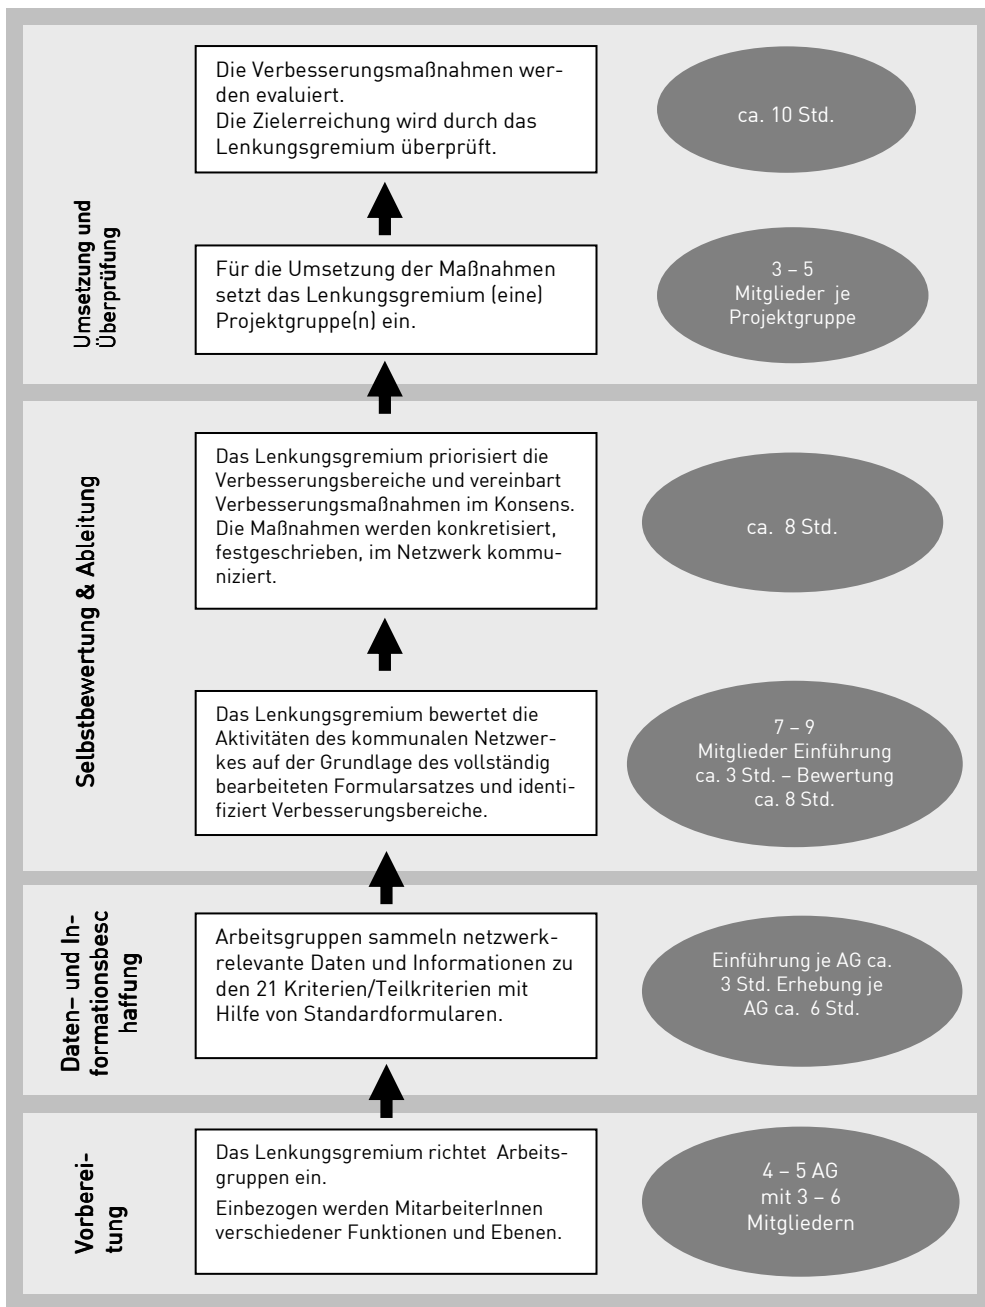 Die Verbesserungsmaßnahmen wer-
den evaluiert.
Die Zielerreichung wird durch das
Lenkungsgremium überprüft.
ca. 10 Std.
Umsetzung und
Überprüfung
Für die Umsetzung der Maßnahmen
setzt das Lenkungsgremium (eine)
Projektgruppe(n) ein.
3 – 5
Mitglieder je
Projektgruppe
Selbstbewertung & Ableitung
Das Lenkungsgremium priorisiert die
Verbesserungsbereiche und vereinbart
Verbesserungsmaßnahmen im Konsens.
Die Maßnahmen werden konkretisiert,
festgeschrieben, im Netzwerk kommu-
niziert.
ca. 8 Std.
Das Lenkungsgremium bewertet die
Aktivitäten des kommunalen Netzwer-
kes auf der Grundlage des vollständig
bearbeiteten Formularsatzes und identi-
fiziert Verbesserungsbereiche.
7 – 9
Mitglieder Einführung
ca. 3 Std. – Bewertung
ca. 8 Std.
Daten- und In-
formationsbesc
haffung
Arbeitsgruppen sammeln netzwerk-
relevante Daten und Informationen zu
den 21 Kriterien/Teilkriterien mit
Hilfe von Standardformularen.
Einführung je AG ca.
3 Std. Erhebung je
AG ca. 6 Std.
Vorberei-
tung
Das Lenkungsgremium richtet Arbeits-
gruppen ein.
Einbezogen werden MitarbeiterInnen
verschiedener Funktionen und Ebenen.
4 – 5 AG
mit 3 – 6
Mitgliedern